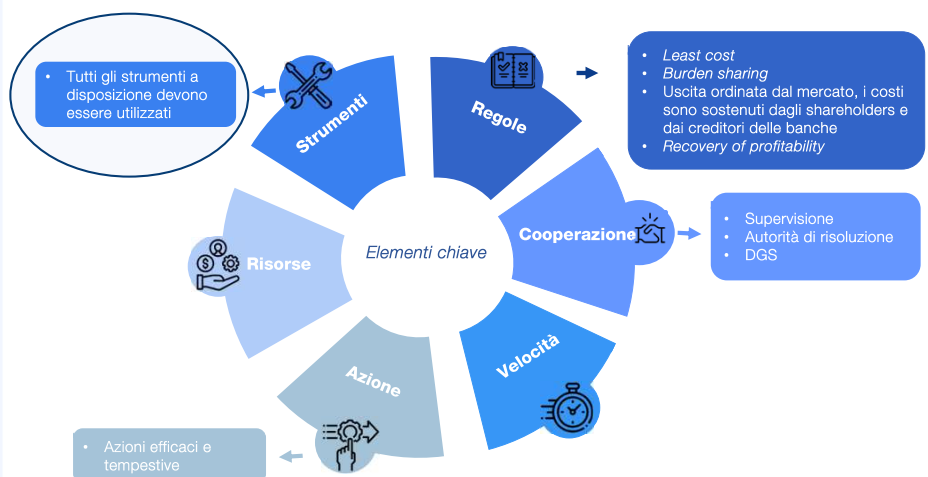 • Tutti gli strumenti a
disposizione devono
essere utilizzati
Strumenti
Regole
• Least cost
• Burden sharing
• Uscita ordinata dal mercato, i costi
sono sostenuti dagli shareholders e
dai creditori delle banche
• Recovery of profitability
Cooperazione
• Supervisione
• Autorità di risoluzione
• DGS
Elementi chiave
Risorse
Velocità
Azione
• Azioni efficaci e
tempestive